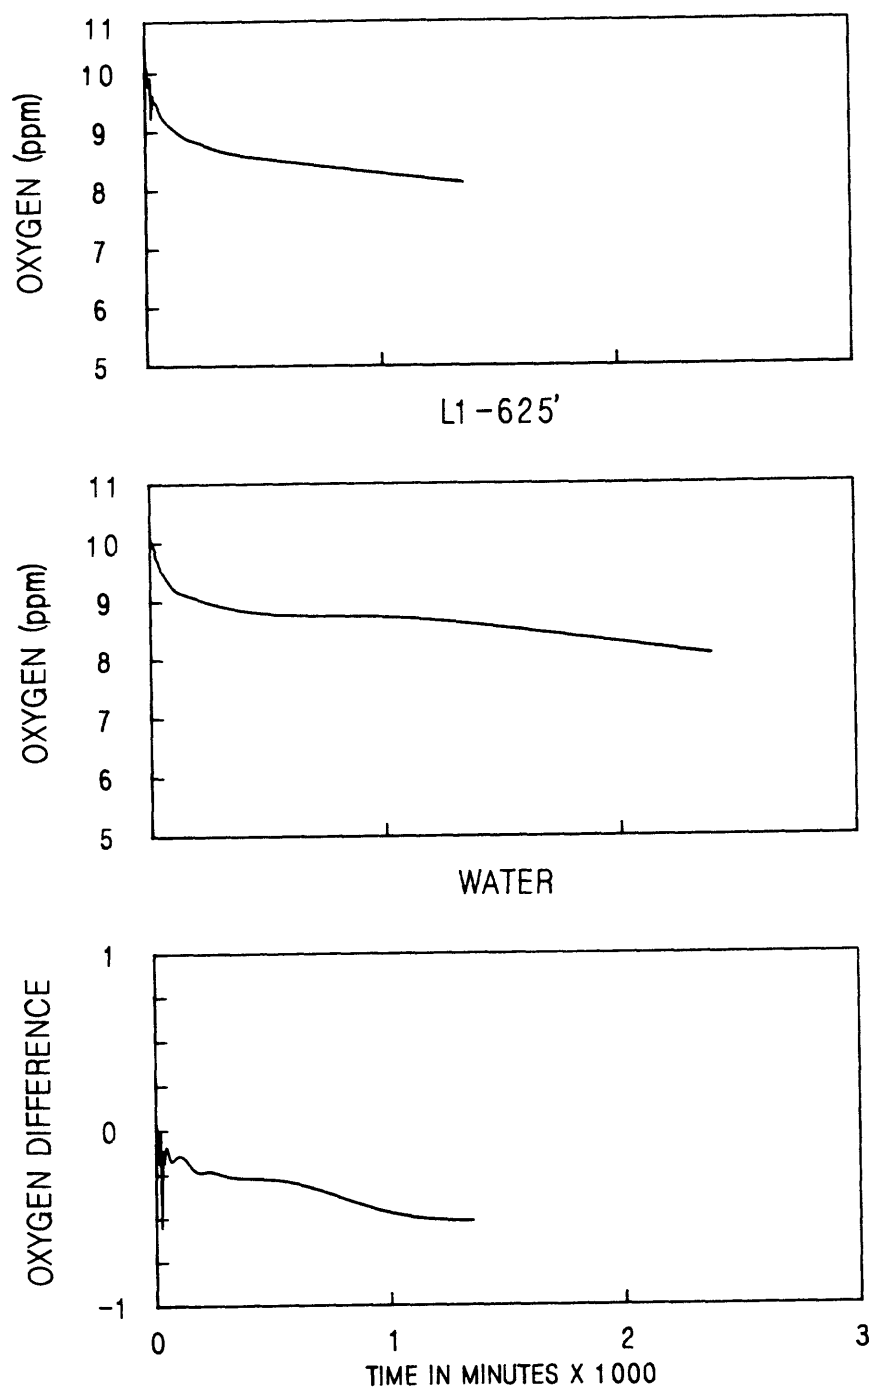 11
10
9
8
7
6
5
OXYGEN (ppm)
L1-625'
11
10
9
8
7
6
5
OXYGEN (ppm)
WATER
1
0
-1
OXYGEN DIFFERENCE
0 1 2 3
TIME IN MINUTES X 1000